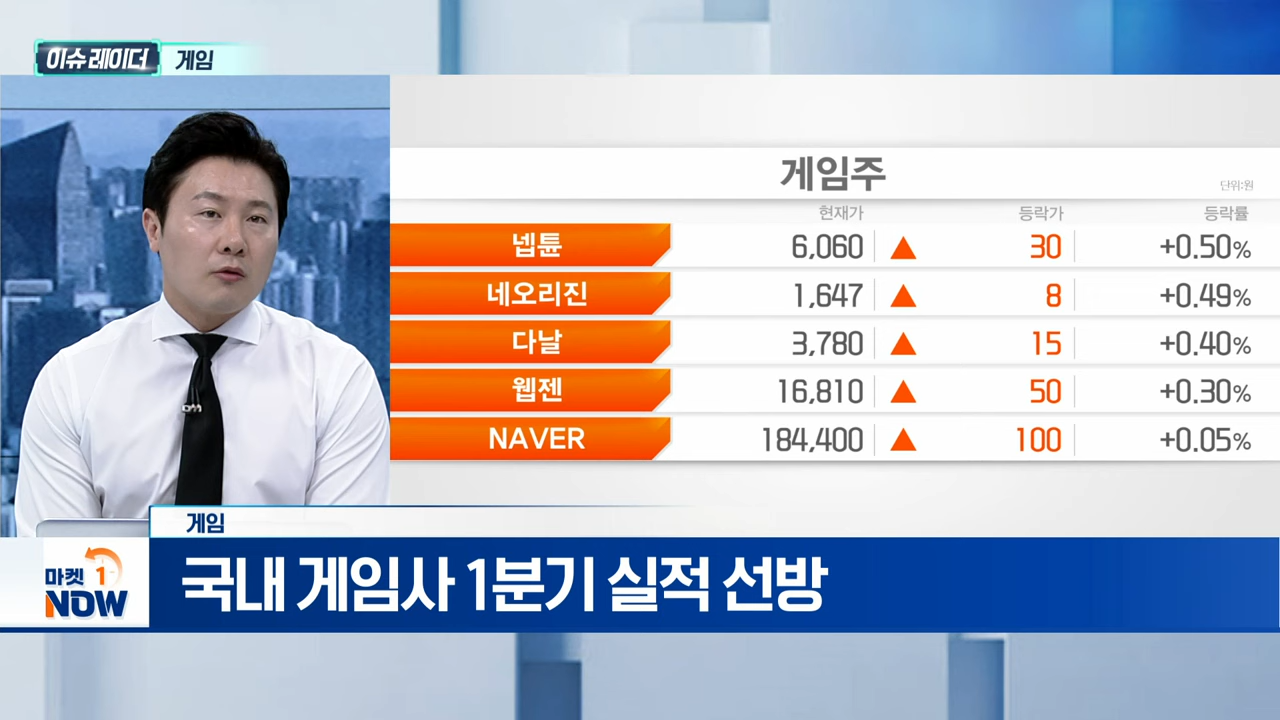 이슈 레이더 게임
게임주
단위:원
현재가 등락가 등락률
넵튠 6,060 ▲ 30 +0.50%
네오리진 1,647 ▲ 8 +0.49%
다날 3,780 ▲ 15 +0.40%
웹젠 16,810 ▲ 50 +0.30%
NAVER 184,400 ▲ 100 +0.05%
게임
마켓 1
NOW
국내 게임사 1분기 실적 선방